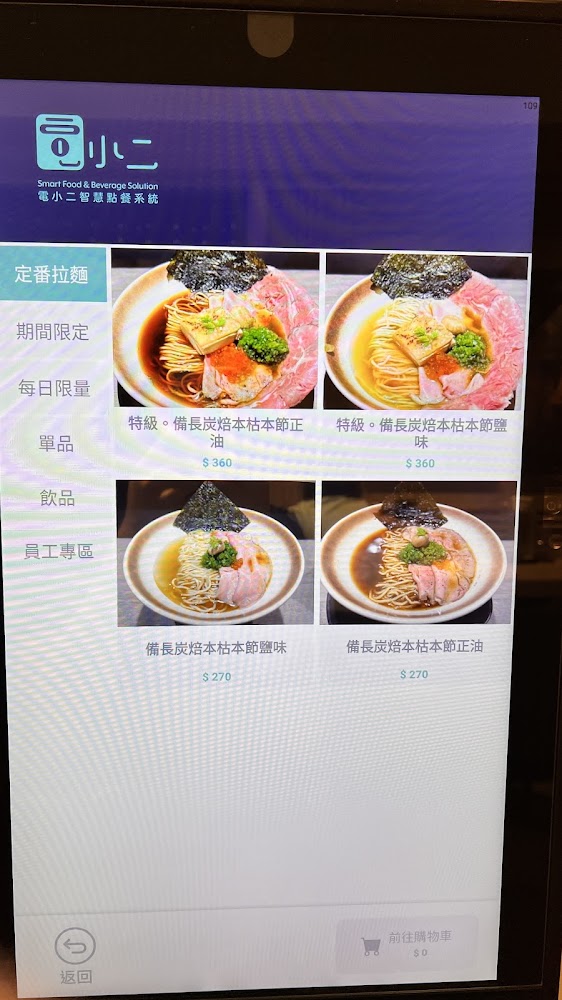 109
電小二
Smart Food & Beverage Solution
電小二智慧點餐系統
定番拉麵
期間限定
每日限量
單品
飲品
員工專區
特級。備長炭焙本枯本節正
油
$ 360
特級。備長炭焙本枯本節鹽
味
$ 360
備長炭焙本枯本節鹽味
$ 270
備長炭焙本枯本節正油
$ 270
返回
前往購物車
$ 0